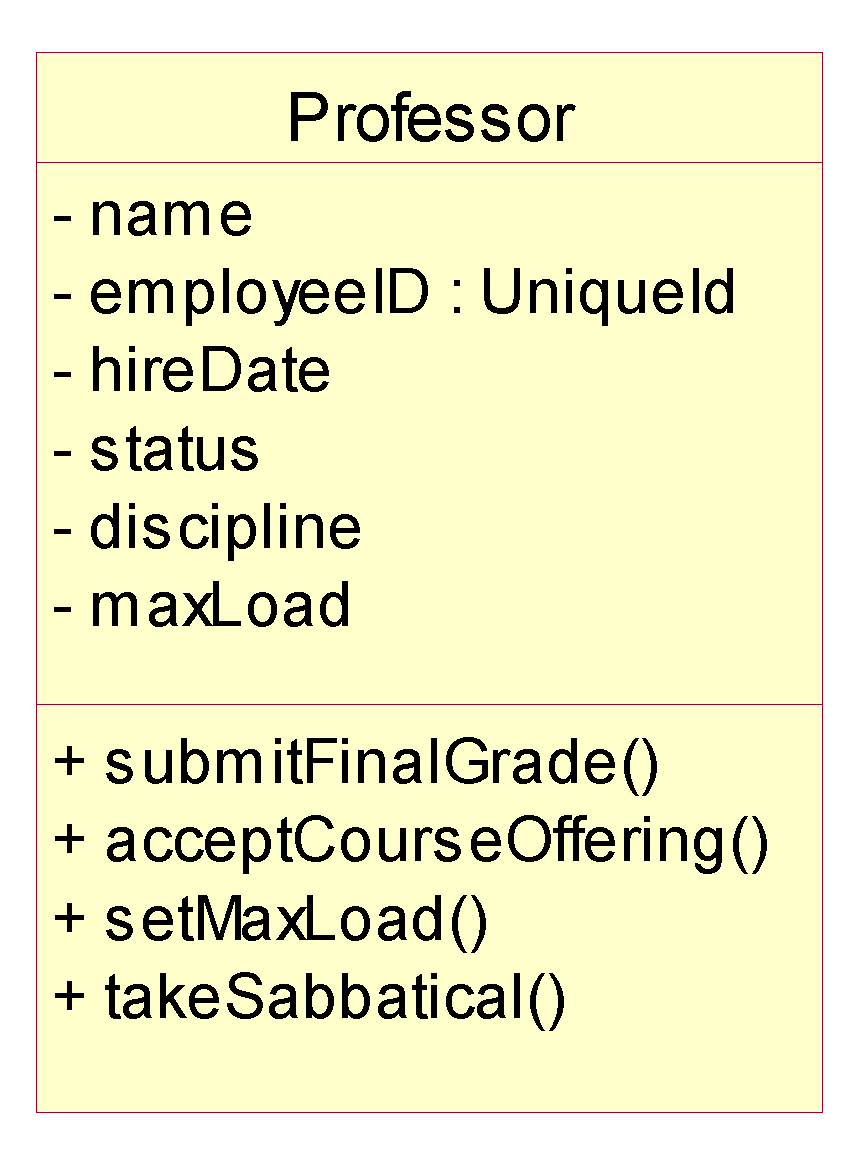 Professor
- name
- employeeID : UniqueId
- hireDate
- status
- discipline
- maxLoad
+ submitFinalGrade()
+ acceptCourseOffering()
+ setMaxLoad()
+ takeSabbatical()